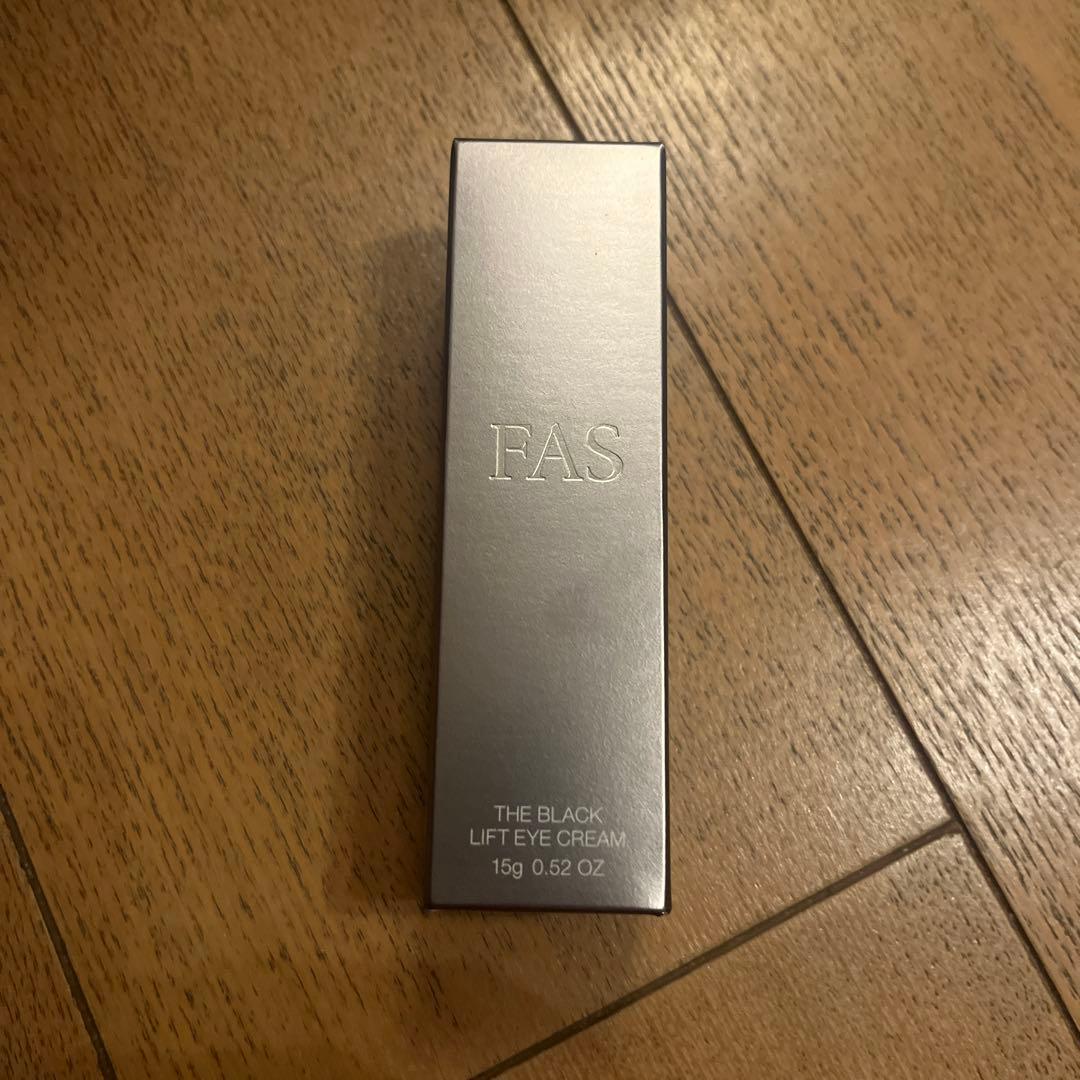 FAS
THE BLACK
LIFT EYE CREAM
15g 0.52 OZ